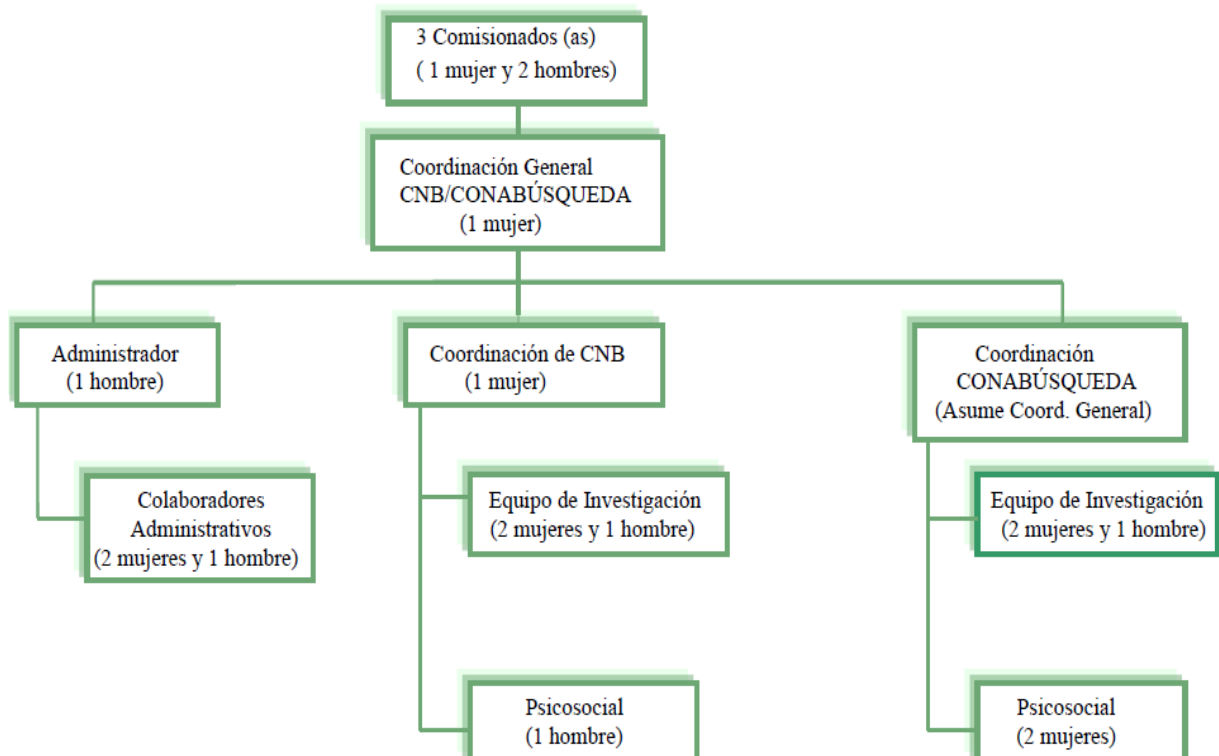 3 Comisionados (as)
( 1 mujer y 2 hombres)
Coordinación General
CNB/CONABÚSQUEDA
(1 mujer)
Administrador
(1 hombre)
Coordinación de CNB
(1 mujer)
Coordinación
CONABÚSQUEDA
(Asume Coord. General)
Colaboradores
Administrativos
(2 mujeres y 1 hombre)
Equipo de Investigación
(2 mujeres y 1 hombre)
Equipo de Investigación
(2 mujeres y 1 hombre)
Psicosocial
(1 hombre)
Psicosocial
(2 mujeres)